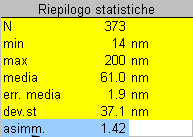 Riepilogo statistiche
N 373
min 14 nm
max 200 nm
media 61.0 nm
err. media 1.9 nm
dev.st 37.1 nm
asimm. 1.42